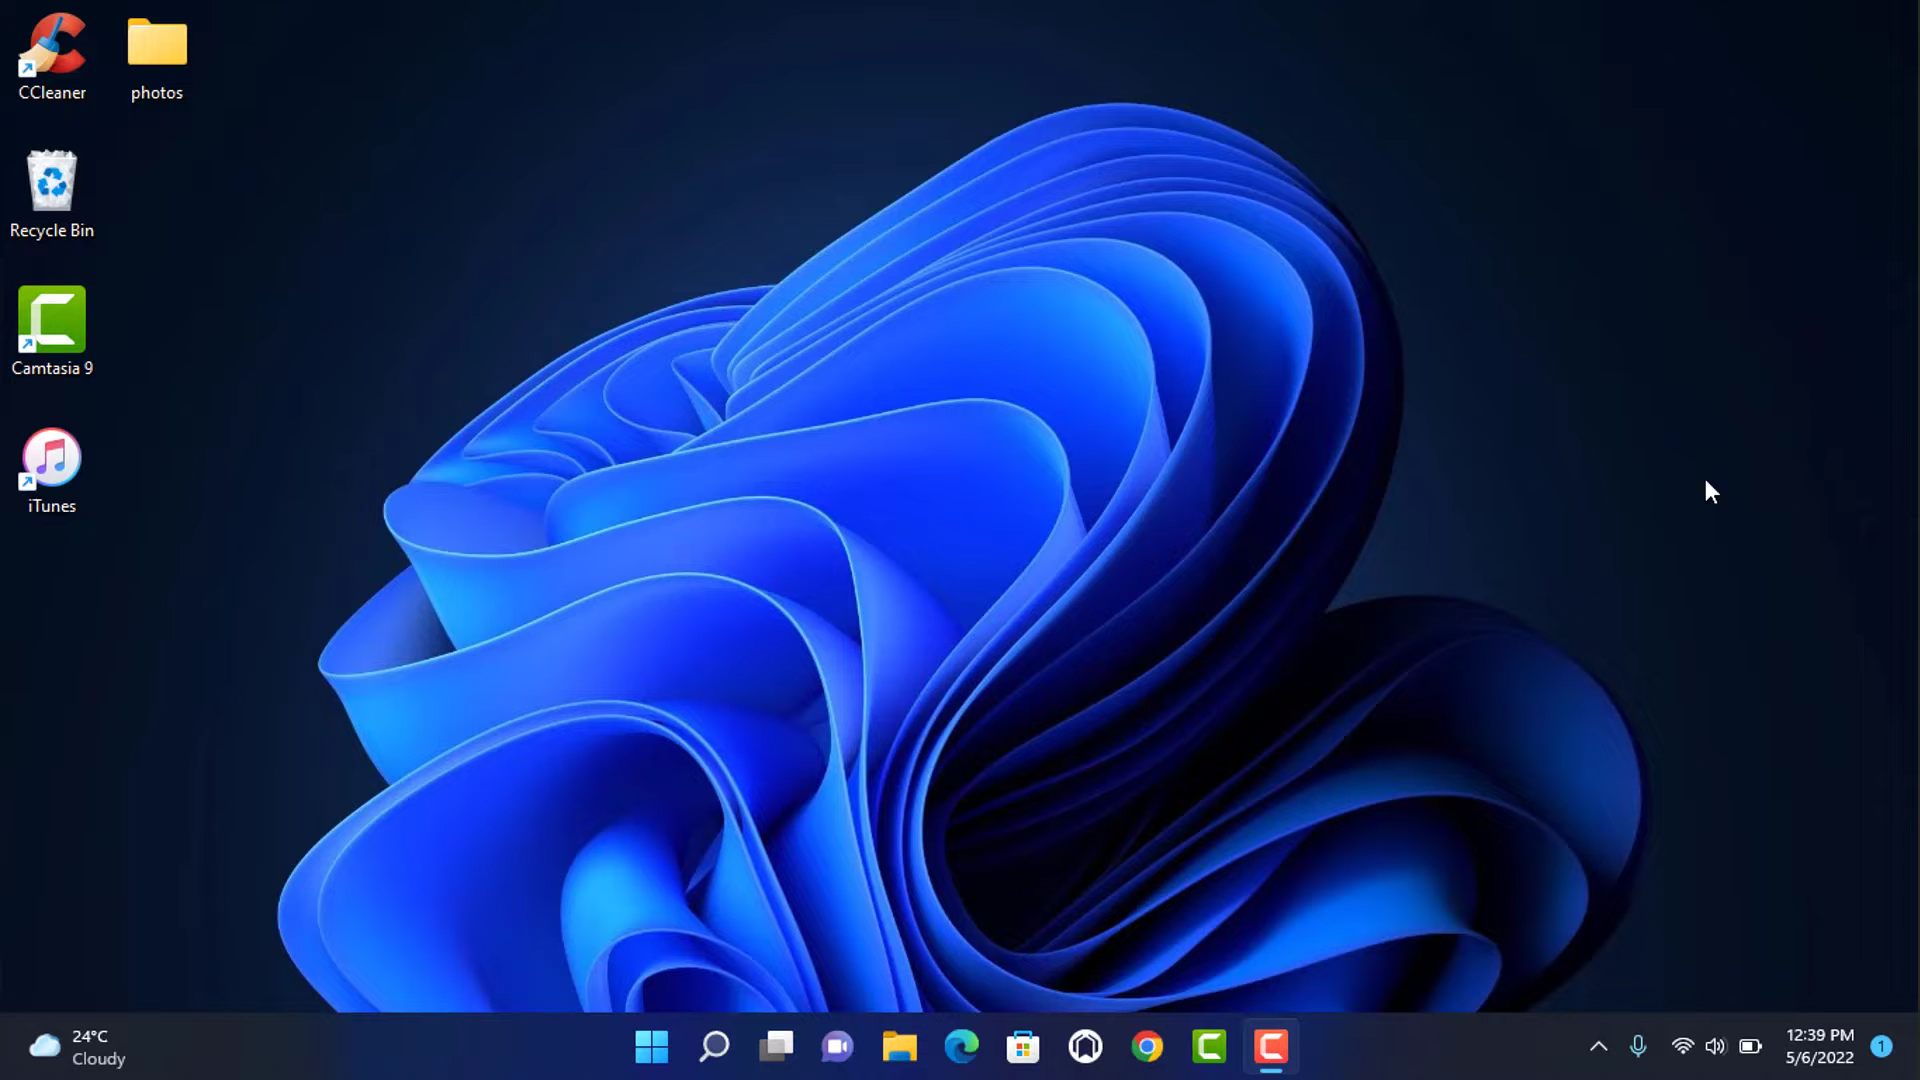 CCleaner
photos
Recycle Bin
Camtasia 9
iTunes
24°C
Cloudy
12:39 PM
5/6/2022
1